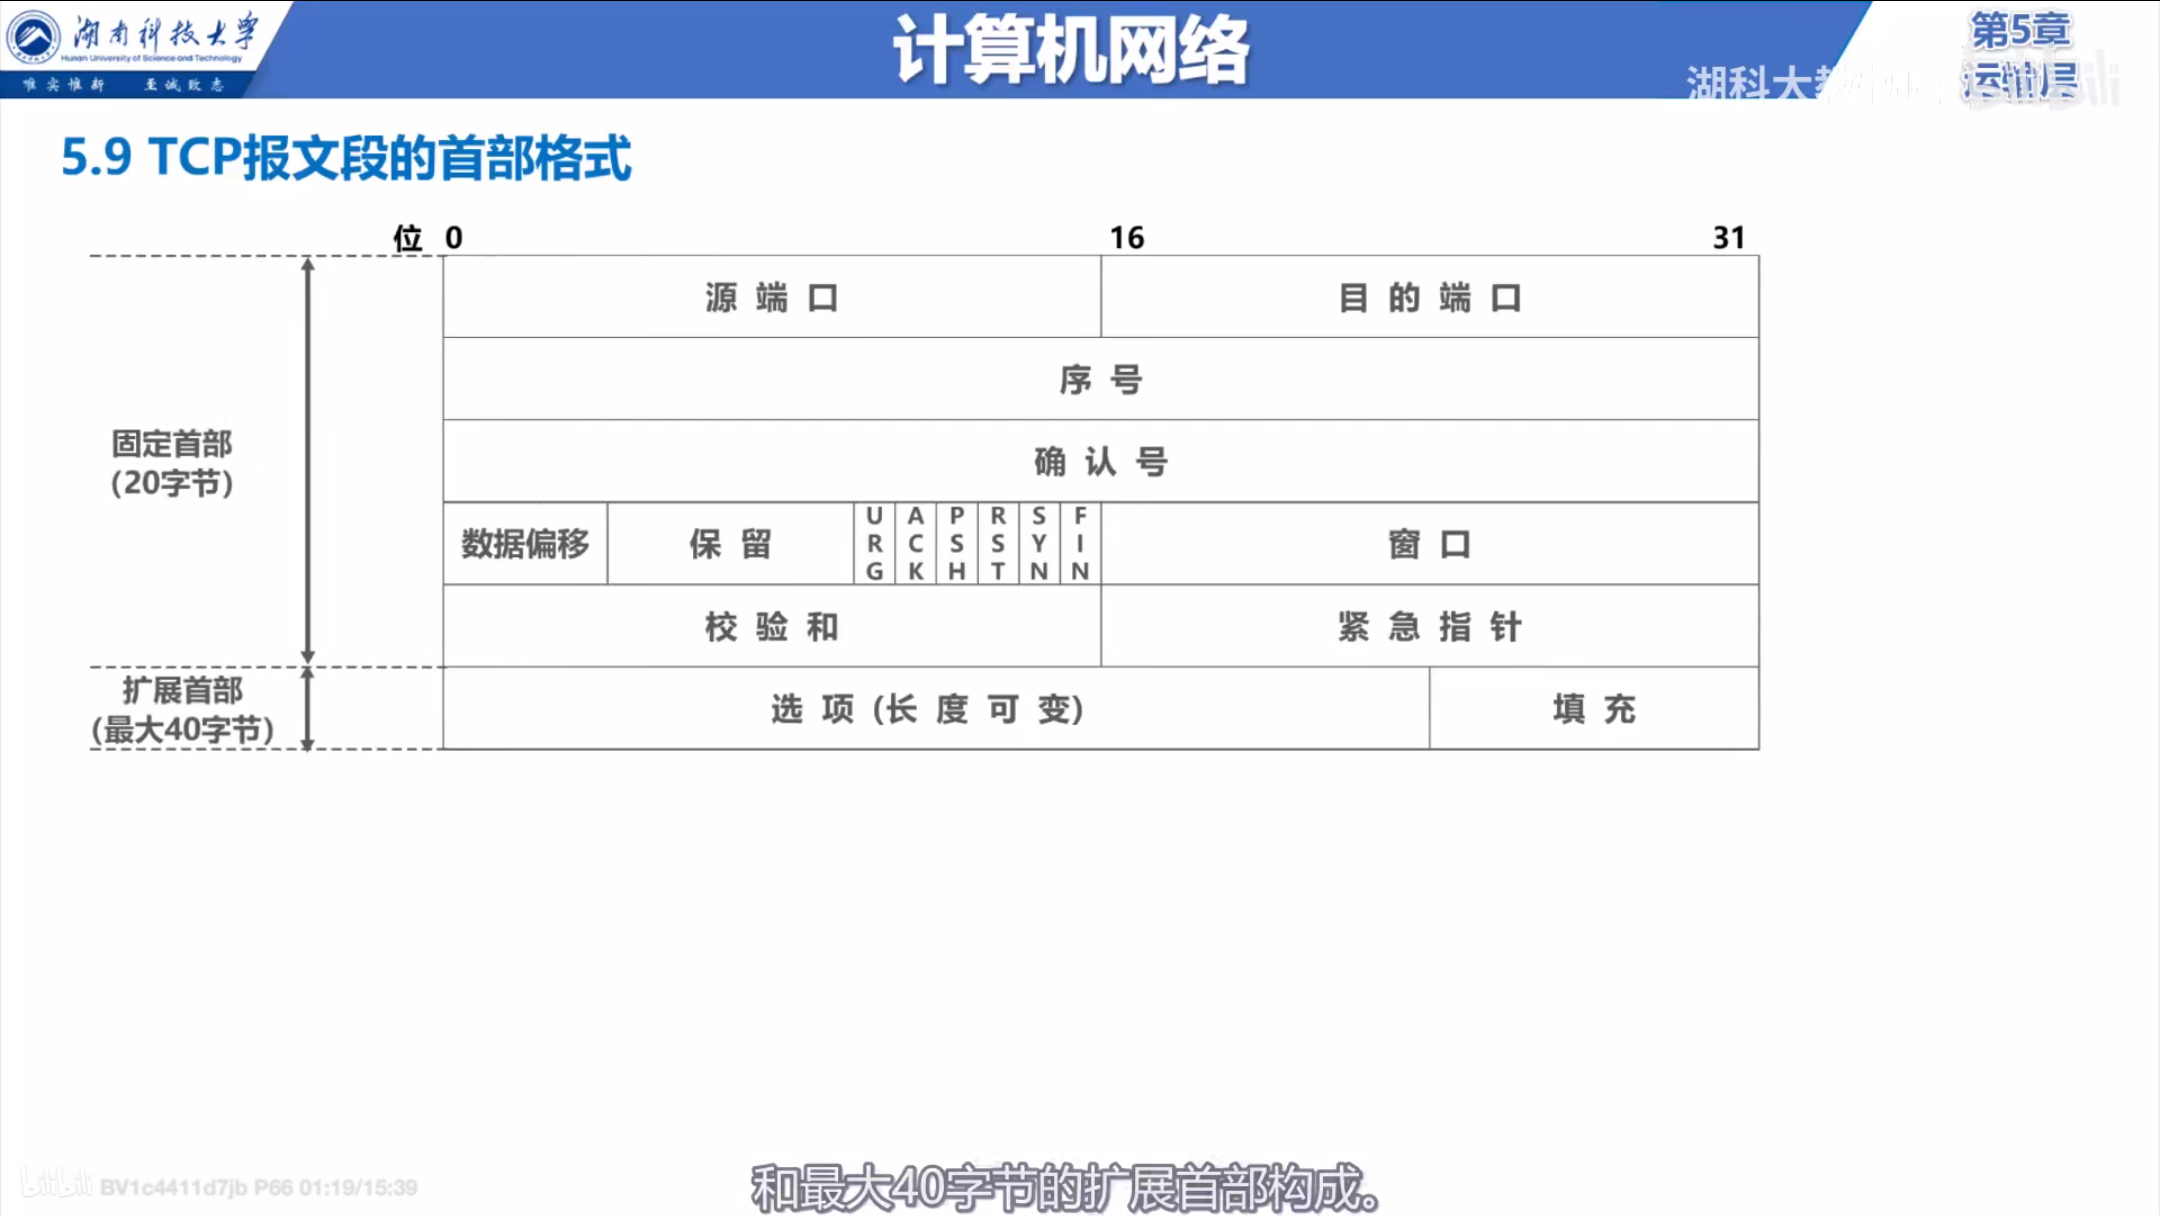 湖南科技大学
Hunan University of Science and Technology
唯实惟新 至诚致志
计算机网络
第5章
运输层
湖科大
5.9 TCP报文段的首部格式
位 0 16 31
源端口 目的端口
序号
确认号
固定首部
(20字节)
数据偏移 保留 URG ACK PSH RST SYN FIN 窗口
校验和 紧急指针
扩展首部
(最大40字节)
选项(长度可变) 填充
和最大40字节的扩展首部构成。
bilibili BV1c4411d7jb P66 01:19/15:39